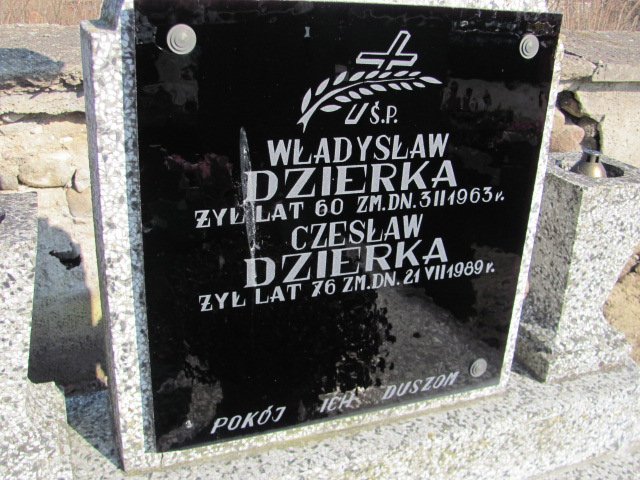 Ś.P.
WŁADYSŁAW
DZIERKA
ŻYŁ LAT 60 ZM. DN. 3 II 1963 r.
CZESŁAW
DZIERKA
ŻYŁ LAT 76 ZM. DN. 21 VII 1989 r.
POKÓJ ICH DUSZOM